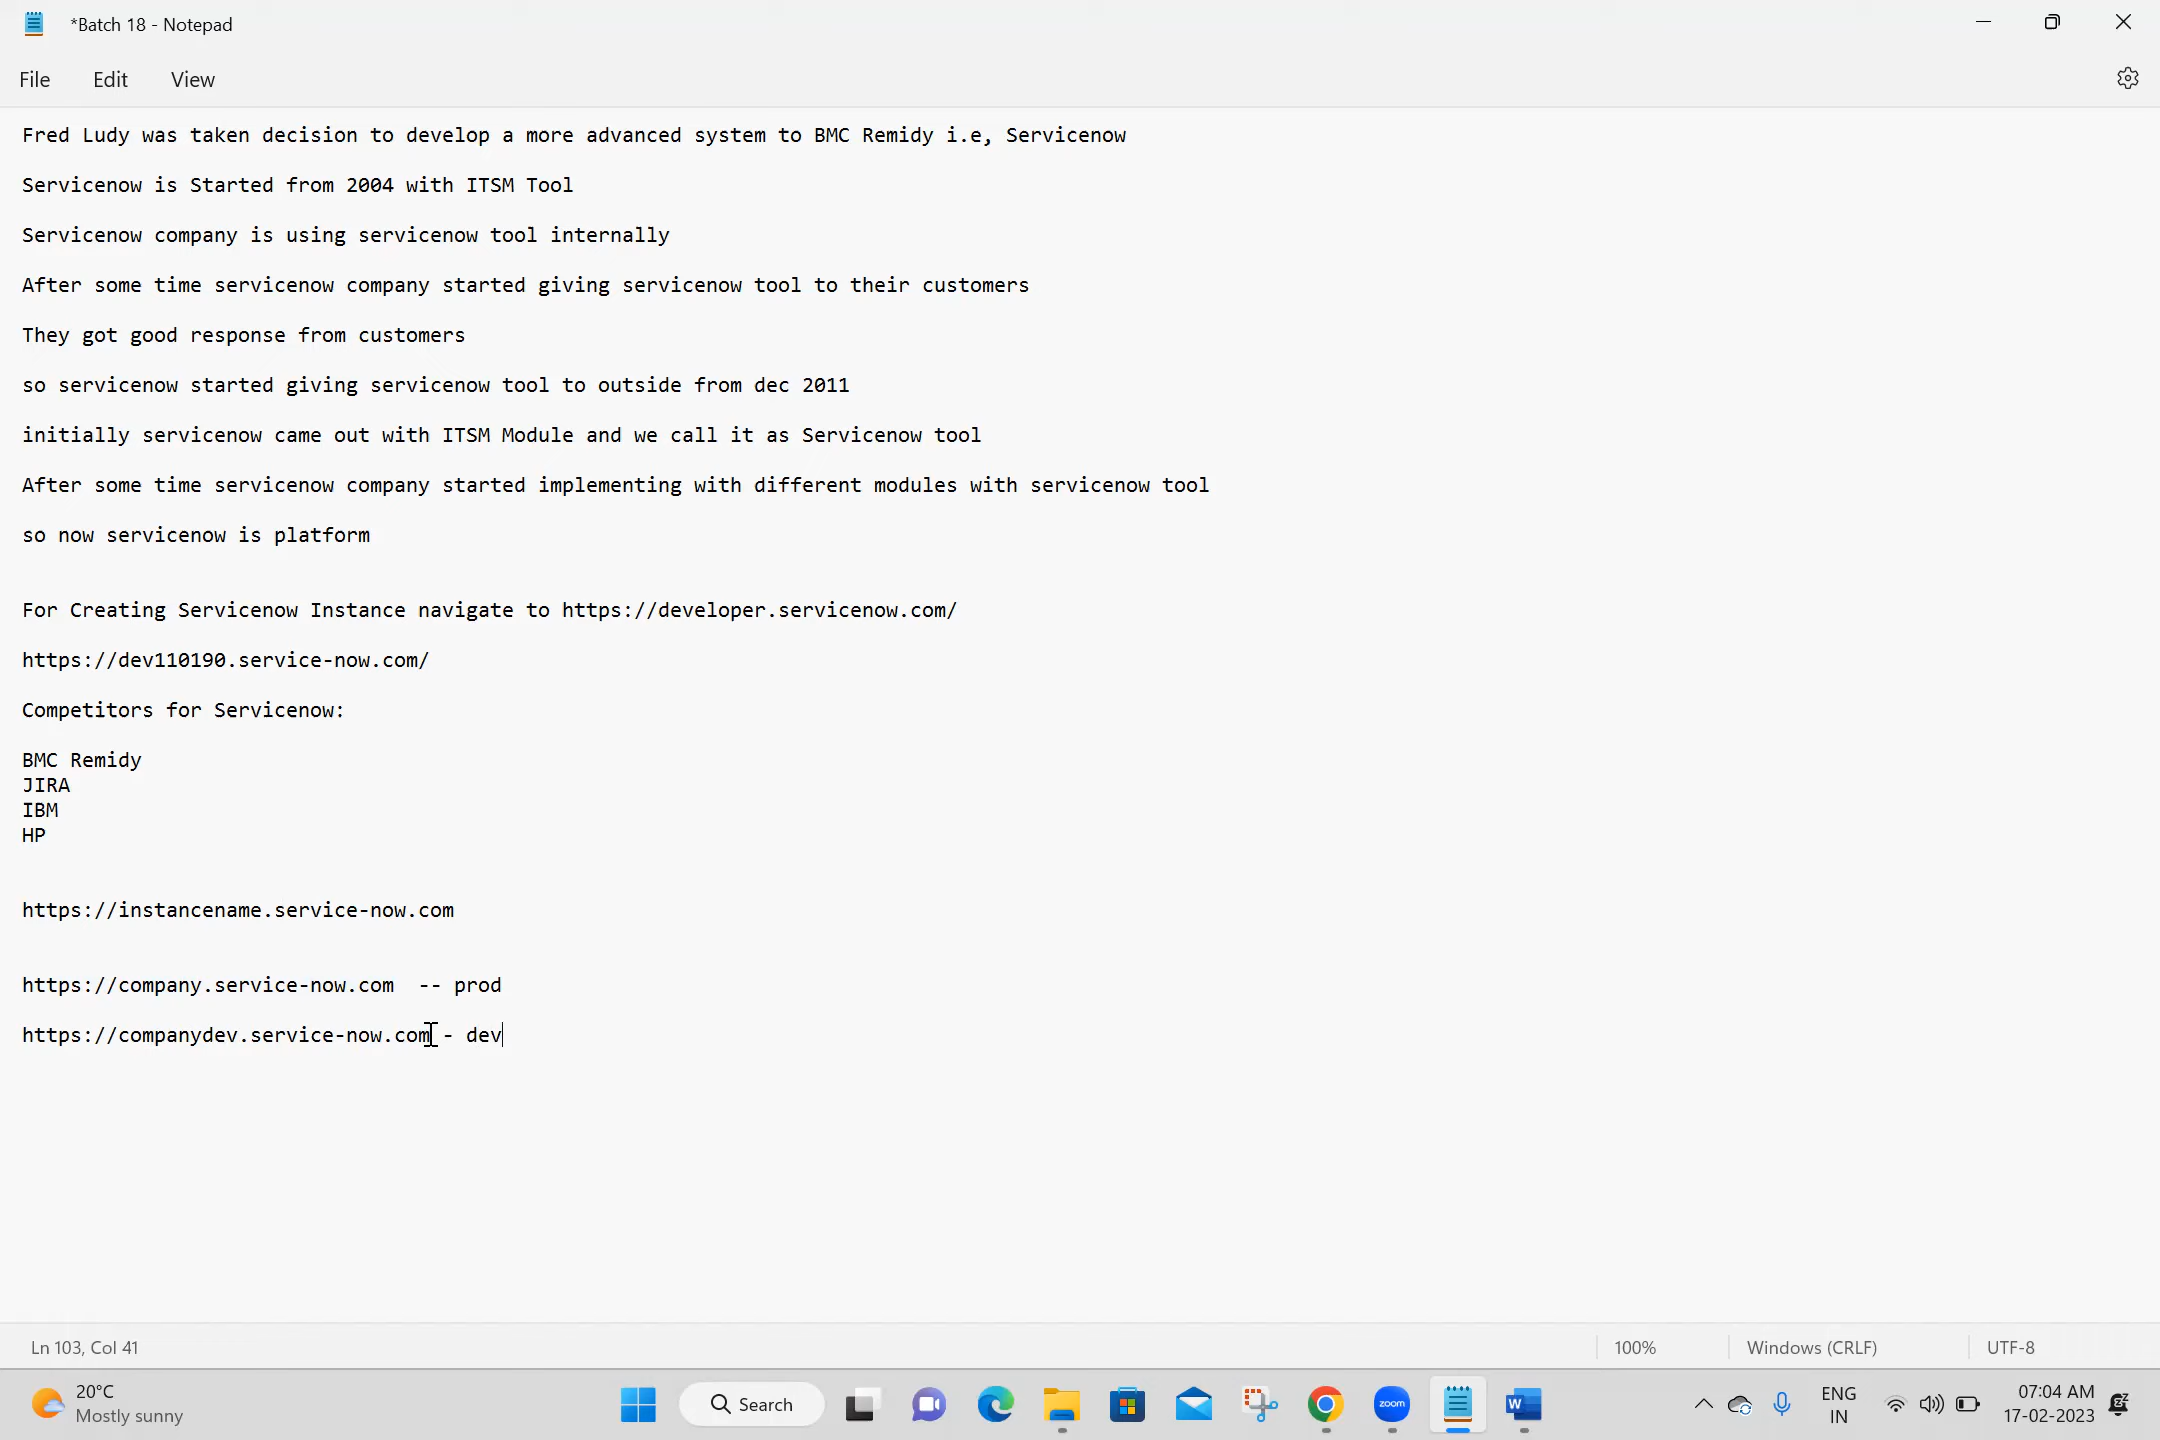 *Batch 18 - Notepad
File Edit View
Fred Ludy was taken decision to develop a more advanced system to BMC Remidy i.e, Servicenow
Servicenow is Started from 2004 with ITSM Tool
Servicenow company is using servicenow tool internally
After some time servicenow company started giving servicenow tool to their customers
They got good response from customers
so servicenow started giving servicenow tool to outside from dec 2011
initially servicenow came out with ITSM Module and we call it as Servicenow tool
After some time servicenow company started implementing with different modules with servicenow tool
so now servicenow is platform
For Creating Servicenow Instance navigate to https://developer.servicenow.com/
https://dev110190.service-now.com/
Competitors for Servicenow:
BMC Remidy
JIRA
IBM
HP
https://instancename.service-now.com
https://company.service-now.com  -- prod
https://companydev.service-now.com - dev
Ln 103, Col 41 100% Windows (CRLF) UTF-8
20°C
Mostly sunny
Search
zoom
W
ENG
IN
07:04 AM
17-02-2023